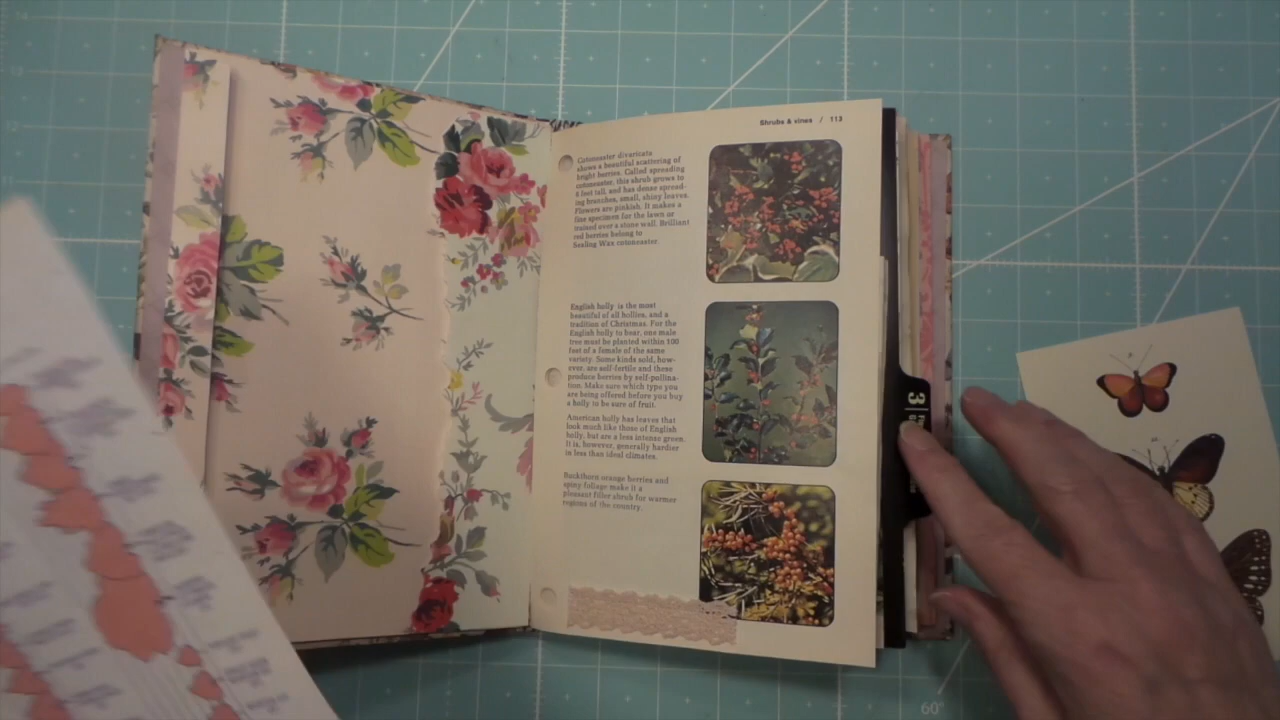 Shrubs & vines / 113
Cotoneaster divaricata
shows a beautiful scattering of
bright berries. Called spreading
cotoneaster, this shrub grows to
6 feet tall, and has dense spread-
ing branches, small, shiny leaves.
Flowers are pinkish. It makes a
fine specimen for the lawn or
trained over a stone wall. Brilliant
red berries belong to
Sealing Wax cotoneaster.
English holly is the most
beautiful of all hollies, and a
tradition of Christmas. For the
English holly to bear, one male
tree must be planted within 100
feet of a female of the same
variety. Some kinds sold, how-
ever, are self-fertile and these
produce berries by self-pollina-
tion. Make sure which type you
are being offered before you buy
a holly to be sure of fruit.
American holly has leaves that
look much like those of English
holly, but are a less intense green.
It is, however, generally hardier
in less than ideal climates.
Buckthorn orange berries and
spiny foliage make it a
pleasant filler shrub for warmer
regions of the country.
3
60°